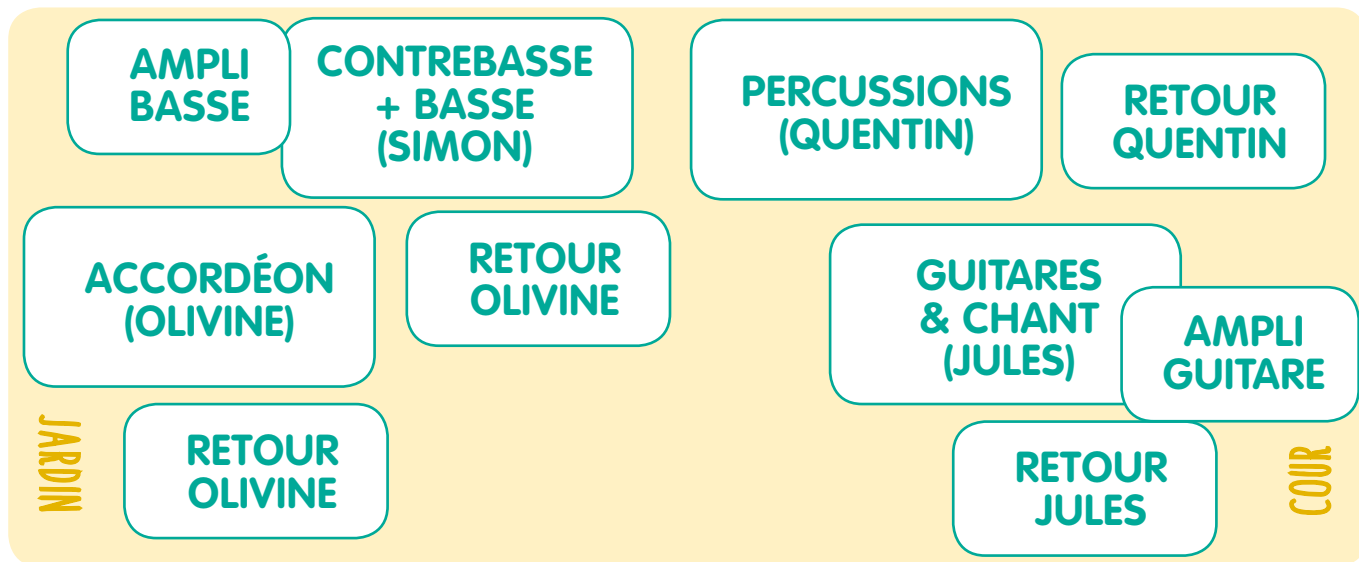 AMPLI
BASSE
CONTREBASSE
+ BASSE
(SIMON)
PERCUSSIONS
(QUENTIN)
RETOUR
QUENTIN
ACCORDÉON
(OLIVINE)
RETOUR
OLIVINE
GUITARES
& CHANT
(JULES)
AMPLI
GUITARE
JARDIN
RETOUR
OLIVINE
RETOUR
JULES
COUR